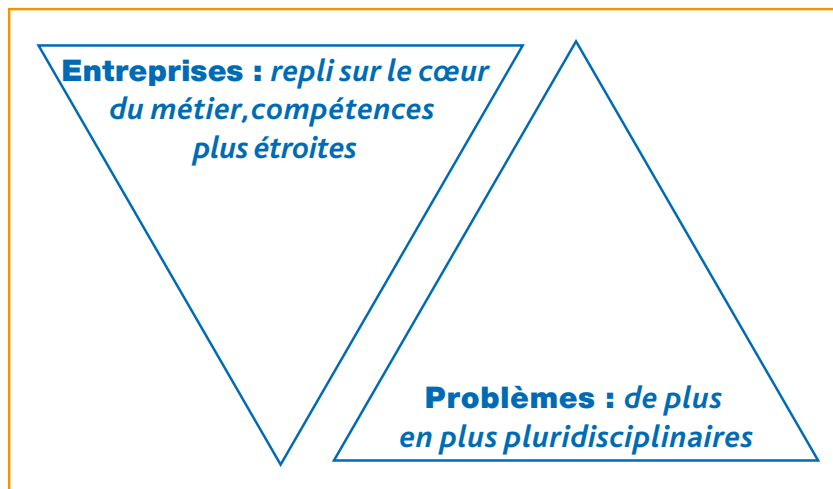 Entreprises : repli sur le cœur
du métier,compétences
plus étroites
Problèmes : de plus
en plus pluridisciplinaires